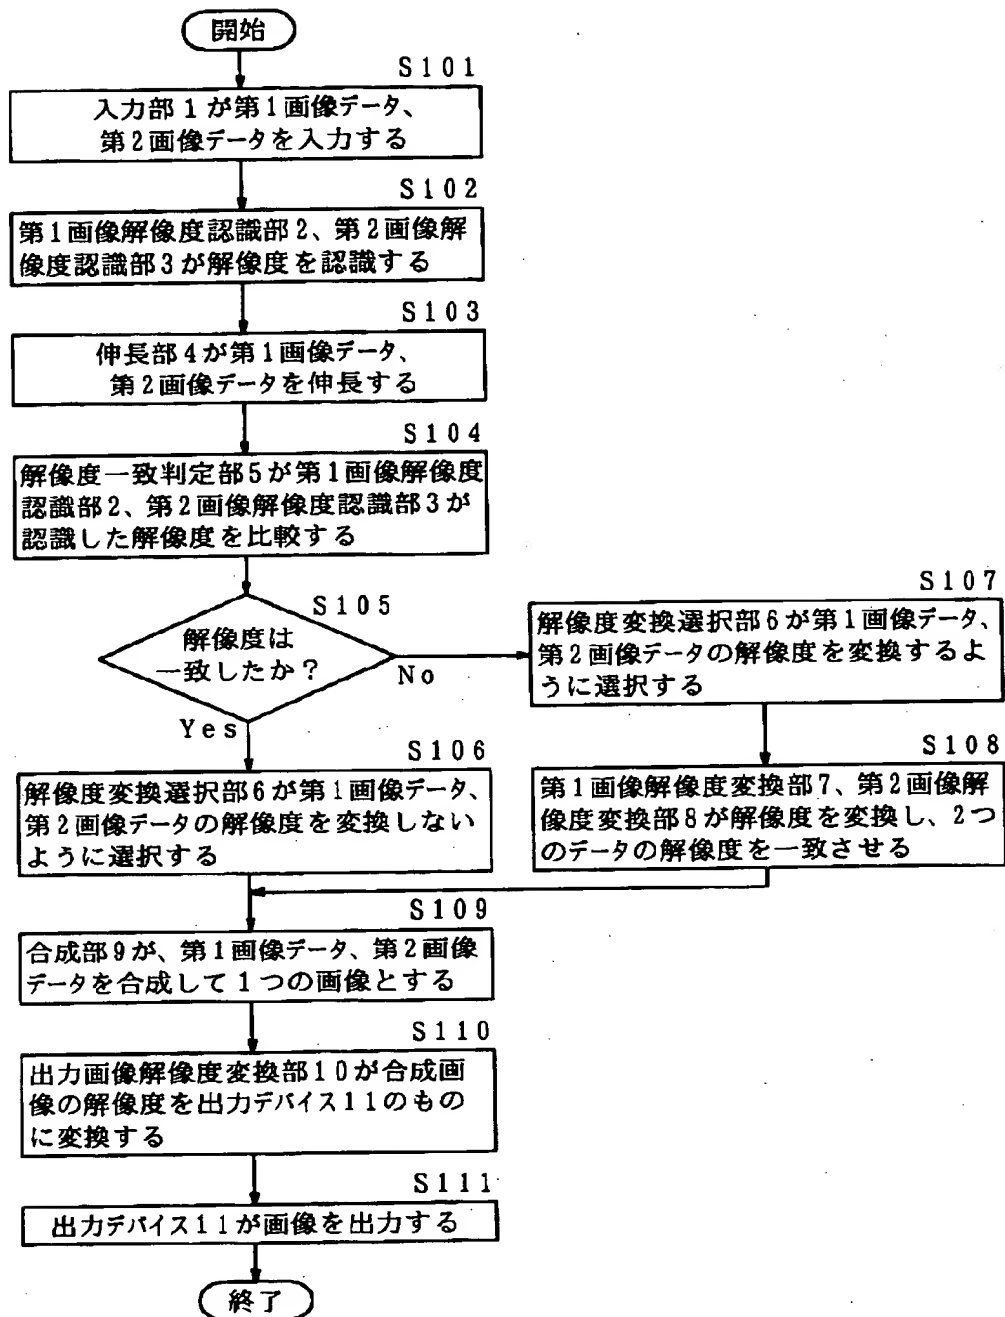 開始
S101
入力部1が第1画像データ、
第2画像データを入力する
S102
第1画像解像度認識部2、第2画像解
像度認識部3が解像度を認識する
S103
伸長部4が第1画像データ、
第2画像データを伸長する
S104
解像度一致判定部5が第1画像解像度
認識部2、第2画像解像度認識部3が
認識した解像度を比較する
S105
解像度は
一致したか？
No
Yes
S107
解像度変換選択部6が第1画像データ、
第2画像データの解像度を変換するよ
うに選択する
S106
解像度変換選択部6が第1画像データ、
第2画像データの解像度を変換しない
ように選択する
S108
第1画像解像度変換部7、第2画像解
像度変換部8が解像度を変換し、2つ
のデータの解像度を一致させる
S109
合成部9が、第1画像データ、第2画像
データを合成して1つの画像とする
S110
出力画像解像度変換部10が合成画
像の解像度を出力デバイス11のもの
に変換する
S111
出力デバイス11が画像を出力する
終了